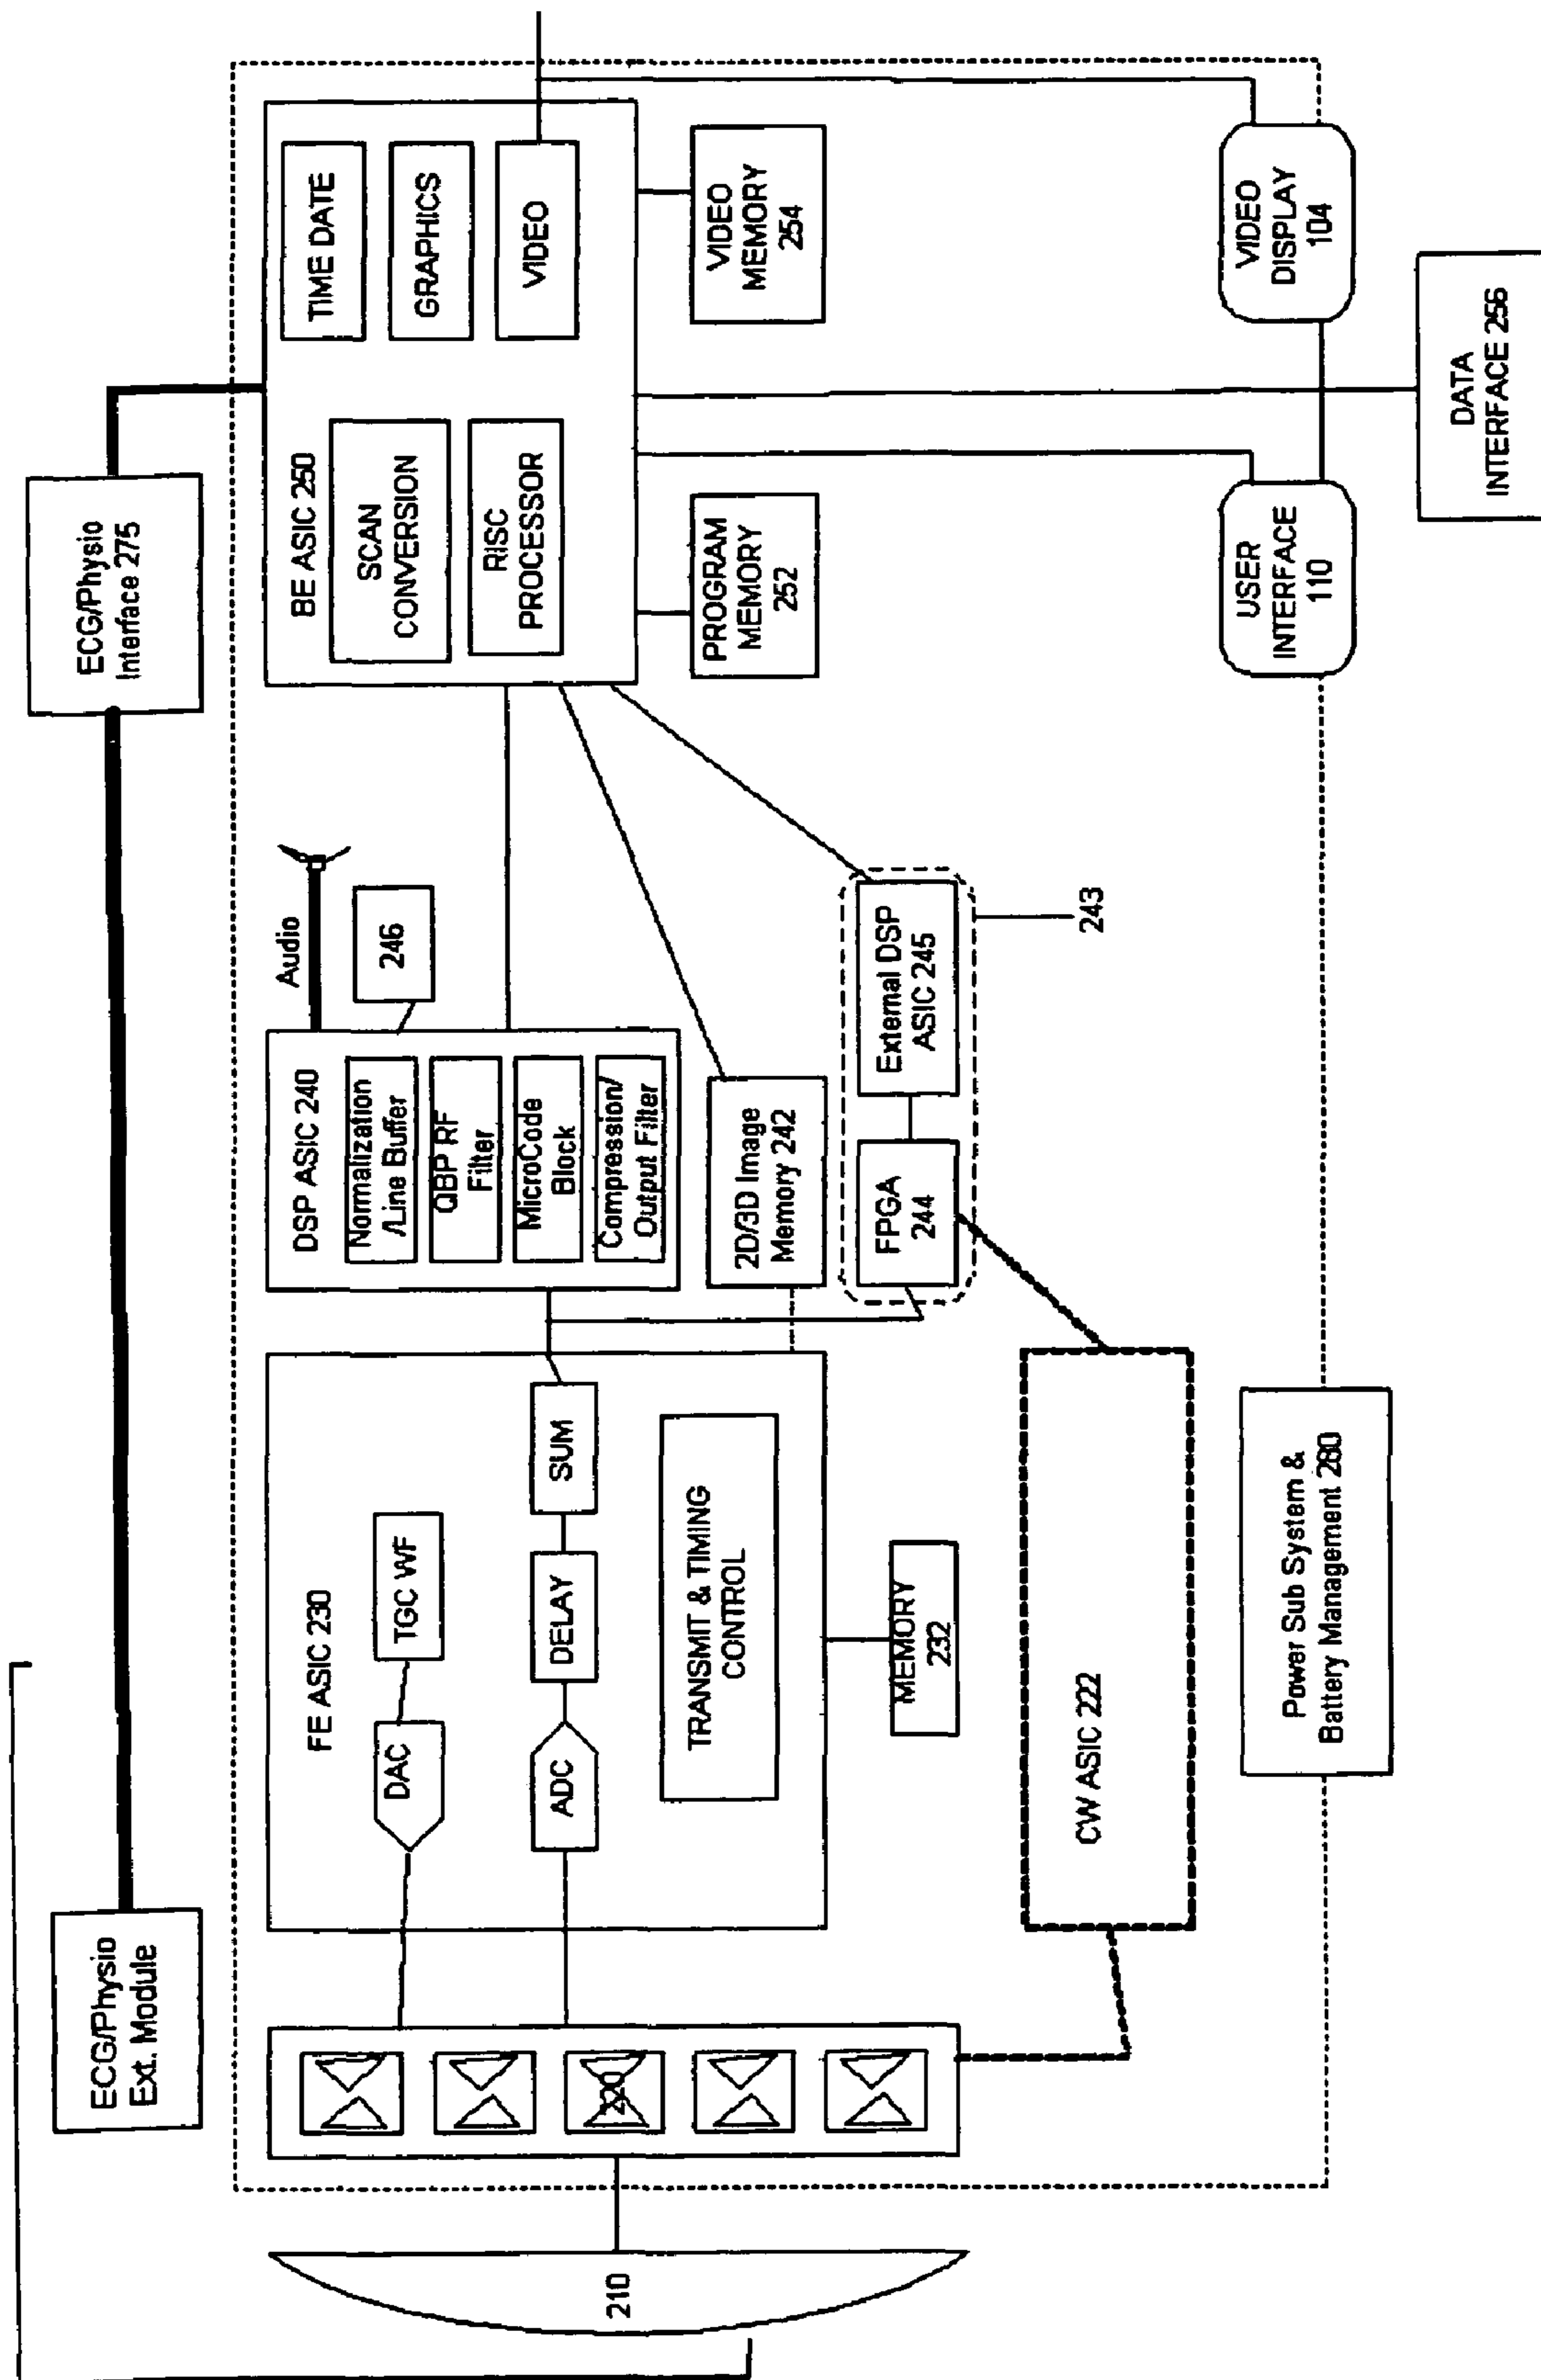 ECG/Physio
Ext. Module
ECG/Physio
Interface 275
210
220
FE ASIC 230
DAC
TGC WF
ADC
DELAY
SUM
TRANSMIT & TIMING
CONTROL
MEMORY
232
CW ASIC 222
Audio
DSP ASIC 240
246
Normalization
/Line Buffer
QBP RF
Filter
MicroCode
Block
Compression/
Output Filter
2D/3D Image
Memory 242
FPGA
244
External DSP
ASIC 245
243
BE ASIC 250
SCAN
CONVERSION
RISC
PROCESSOR
TIME DATE
GRAPHICS
VIDEO
PROGRAM
MEMORY
252
VIDEO
MEMORY
254
Power Sub System &
Battery Management 280
USER
INTERFACE
110
VIDEO
DISPLAY
104
DATA
INTERFACE 256